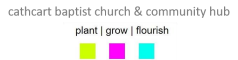 cathcart baptist church & community hub
plant | grow | flourish